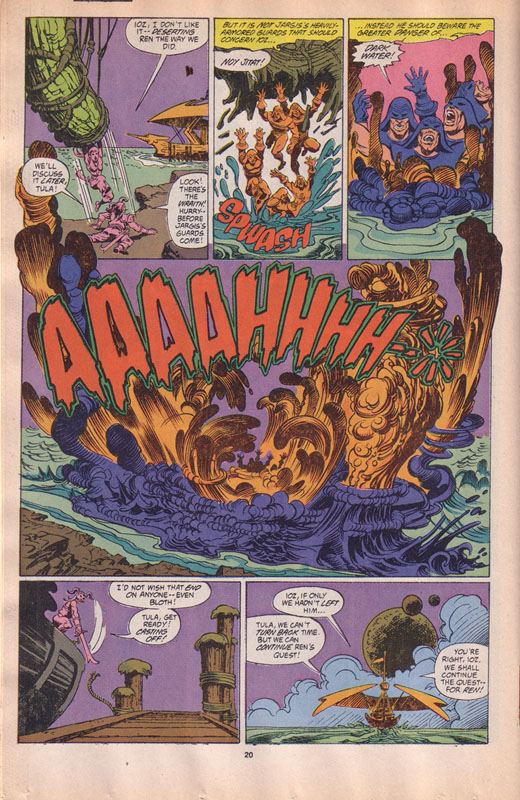 IOZ, I DON'T LIKE
IT--DESERTING
REN THE WAY WE
DID.
WE'LL
DISCUSS
IT LATER,
TULA!
LOOK!
THERE'S
THE
WRAITH!
HURRY--
BEFORE
JARGIS'S
GUARDS
COME!
BUT IT IS NOT JARGIS'S HEAVILY-
ARMORED GUARDS THAT SHOULD
CONCERN IOZ...
NOY JITAT!
SPWASH
...INSTEAD HE SHOULD BEWARE THE
GREATER DANGER OF...
DARK
WATER!
AAAAHHHH-
I'D NOT WISH THAT END
ON ANYONE--EVEN
BLOTH!
TULA, GET
READY!
CASTING
OFF!
IOZ, IF ONLY
WE HADN'T LEFT
HIM...
TULA, WE CAN'T
TURN BACK TIME.
BUT WE CAN
CONTINUE REN'S
QUEST!
YOU'RE
RIGHT, IOZ.
WE SHALL
CONTINUE
THE QUEST--
FOR REN!
20